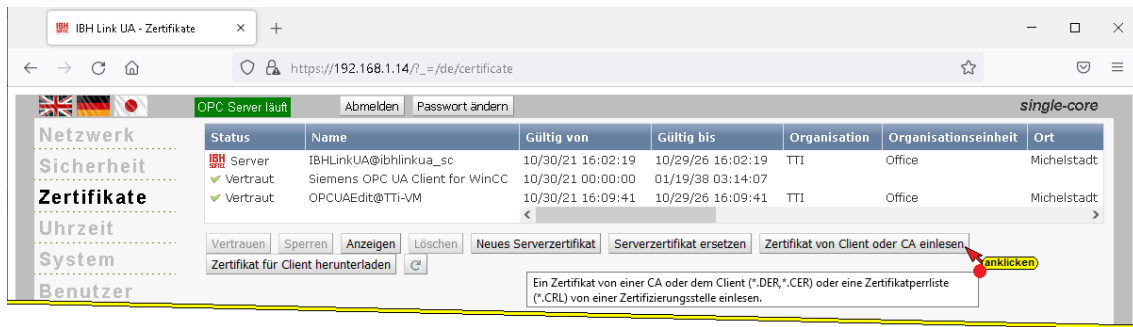 IBH Link UA - Zertifikate
https://192.168.1.14/?_=/de/certificate
OPC Server läuft Abmelden Passwort ändern single-core
Netzwerk
Sicherheit
Zertifikate
Uhrzeit
System
Benutzer
Status Name Gültig von Gültig bis Organisation Organisationseinheit Ort
IBH SOFTEC Server IBHLinkUA@ibhlinkua_sc 10/30/21 16:02:19 10/29/26 16:02:19 TTI Office Michelstadt
Vertraut Siemens OPC UA Client for WinCC 10/30/21 00:00:00 01/19/38 03:14:07
Vertraut OPCUAEdit@TTi-VM 10/30/21 16:09:41 10/29/26 16:09:41 TTI Office Michelstadt
Vertrauen Sperren Anzeigen Löschen Neues Serverzertifikat Serverzertifikat ersetzen Zertifikat von Client oder CA einlesen
anklicken
Zertifikat für Client herunterladen
Ein Zertifikat von einer CA oder dem Client (*.DER,*.CER) oder eine Zertifikatperrliste
(*.CRL) von einer Zertifizierungsstelle einlesen.